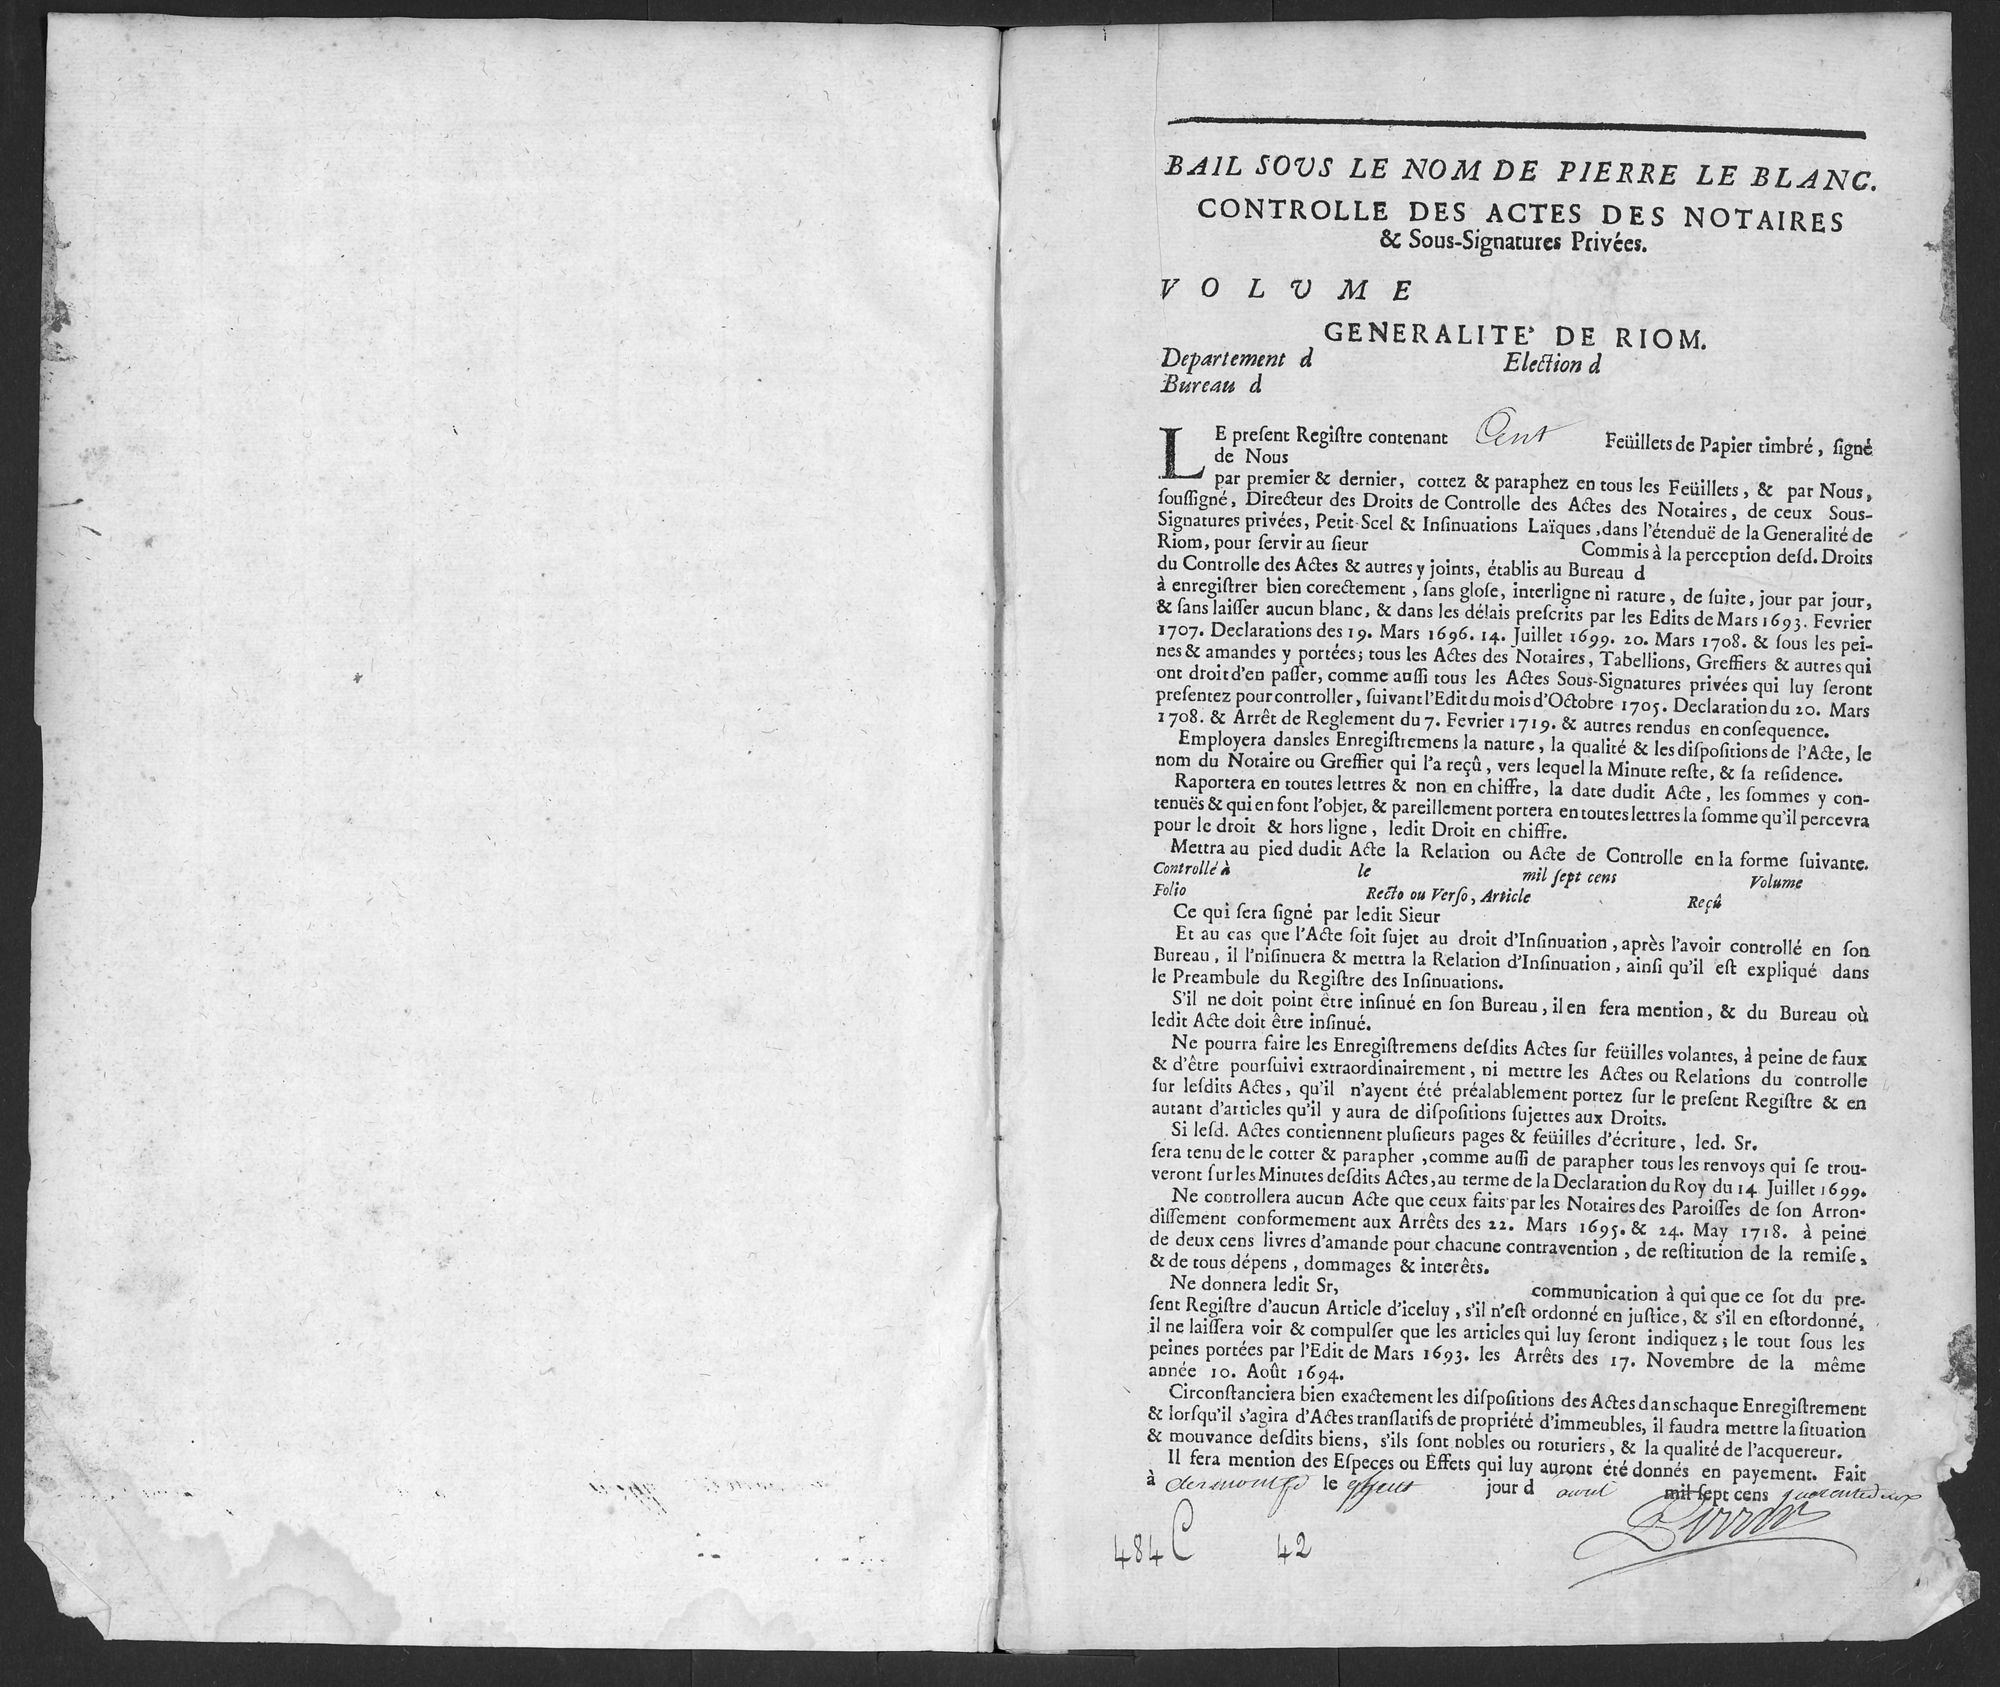 BAIL SOUS LE NOM DE PIERRE LE BLANC.
CONTROLLE DES ACTES DES NOTAIRES
& Sous-Signatures Privées.
VOLUME
GENERALITE' DE RIOM.
Departement d Election d
Bureau d
LE preſent Regiſtre contenant Cent Feüillets de Papier timbré, ſigné
de Nous
par premier & dernier, cottez & paraphez en tous les Feüillets, & par Nous,
ſouſſigné, Directeur des Droits de Controlle des Actes des Notaires, de ceux Sous-
Signatures privées, Petit-Scel & Inſinuations Laïques, dans l'étenduë de la Generalité de
Riom, pour ſervir au ſieur Commis à la perception deſd. Droits
du Controlle des Actes & autres y joints, établis au Bureau d
à enregiſtrer bien corectement, ſans gloſe, interligne ni rature, de ſuite, jour par jour,
& ſans laiſſer aucun blanc, & dans les délais preſcrits par les Edits de Mars 1693. Fevrier
1707. Declarations des 19. Mars 1696. 14. Juillet 1699. 20. Mars 1708. & ſous les pei-
nes & amandes y portées; tous les Actes des Notaires, Tabellions, Greffiers & autres qui
ont droit d'en paſſer, comme auſſi tous les Actes Sous-Signatures privées qui luy ſeront
preſentez pour controller, ſuivant l'Edit du mois d'Octobre 1705. Declaration du 20. Mars
1708. & Arrêt de Reglement du 7. Fevrier 1719. & autres rendus en conſequence.
Employera dans les Enregiſtremens la nature, la qualité & les diſpoſitions de l'Acte, le
nom du Notaire ou Greffier qui l'a reçû, vers lequel la Minute reſte, & ſa reſidence.
Raportera en toutes lettres & non en chiffre, la date dudit Acte, les ſommes y con-
tenuës & qui en font l'objet, & pareillement portera en toutes lettres la ſomme qu'il percevra
pour le droit & hors ligne, ledit Droit en chiffre.
Mettra au pied dudit Acte la Relation ou Acte de Controlle en la forme ſuivante.
Controllé à le mil ſept cens Volume
Folio Recto ou Verſo, Article Reçû
Ce qui ſera ſigné par ledit Sieur
Et au cas que l'Acte ſoit ſujet au droit d'Inſinuation, après l'avoir controllé en ſon
Bureau, il l'niſinuera & mettra la Relation d'Inſinuation, ainſi qu'il eſt expliqué dans
le Preambule du Regiſtre des Inſinuations.
S'il ne doit point être inſinué en ſon Bureau, il en fera mention, & du Bureau où
ledit Acte doit être inſinué.
Ne pourra faire les Enregiſtremens deſdits Actes ſur feüilles volantes, à peine de faux
& d'être pourſuivi extraordinairement, ni mettre les Actes ou Relations du controlle
ſur leſdits Actes, qu'il n'ayent été préalablement portez ſur le preſent Regiſtre & en
autant d'articles qu'il y aura de diſpoſitions ſujettes aux Droits.
Si leſd. Actes contiennent pluſieurs pages & feüilles d'écriture, led. Sr.
ſera tenu de le cotter & parapher, comme auſſi de parapher tous les renvoys qui ſe trou-
veront ſur les Minutes deſdits Actes, au terme de la Declaration du Roy du 14 Juillet 1699.
Ne controllera aucun Acte que ceux faits par les Notaires des Paroiſſes de ſon Arron-
diſſement conformement aux Arrêts des 22. Mars 1695. & 24. May 1718. à peine
de deux cens livres d'amande pour chacune contravention, de reſtitution de la remiſe,
& de tous dépens, dommages & interêts.
Ne donnera ledit Sr, communication à qui que ce ſot du pre-
ſent Regiſtre d'aucun Article d'iceluy, s'il n'eſt ordonné en juſtice, & s'il en eſtordonné,
il ne laiſſera voir & compulſer que les articles qui luy ſeront indiquez; le tout ſous les
peines portées par l'Edit de Mars 1693. les Arrêts des 17. Novembre de la même
année 10. Août 1694.
Circonſtanciera bien exactement les diſpoſitions des Actes dans chaque Enregiſtrement
& lorſqu'il s'agira d'Actes tranſlatifs de propriété d'immeubles, il faudra mettre la ſituation
& mouvance deſdits biens, s'ils ſont nobles ou roturiers, & la qualité de l'acquereur.
Il fera mention des Eſpeces ou Effets qui luy auront été donnés en payement. Fait
à le jour d avril mil ſept cens quarentedeux
484 C 42